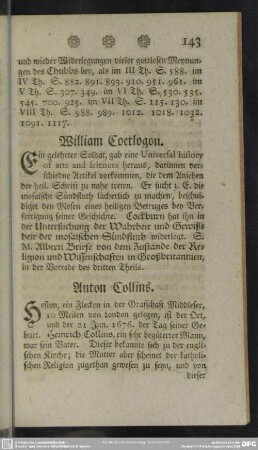 143
und wieder Widerlegungen vieler gottlosen Meynun-
gen des Chubbs bey, als im III Th. S. 588. im
IV Th. S. 882. 891. 893. 910. 951. 961. im
V Th. S. 307. 349. im VI Th. S. 530. 535.
545. 700. 925. im VII Th. S. 115. 130. im
VIII Th. S. 988. 989. 1012. 1018. 1032.
1091. 1117.
William Coetlogon.
Ein gelehrter Soldat, gab eine Universal history
of arts and sciences heraus, darinnen ver-
schiedne Artikel vorkommen, die dem Ansehen
der heil. Schrift zu nahe treten. Er sucht z. E. die
mosaische Sündfluth lächerlich zu machen, beschul-
diget den Mosen eines heiligen Betruges bey Ver-
fertigung seiner Geschichte. Cockburn hat ihn in
der Untersuchung der Wahrheit und Gewiß-
heit der mosaischen Sündfluth widerlegt. S.
M. Alberti Briefe von dem Zustande der Re-
ligion und Wissenschaften in Großbritannien,
in der Vorrede des dritten Theils.
Anton Collins.
Heston, ein Flecken in der Grafschaft Middlesex,
10 Meilen von London gelegen, ist der Ort,
und der 21 Jun. 1676. der Tag seiner Ge-
burt. Heinrich Collins, ein sehr begüterter Mann,
war sein Vater. Dieser bekannte sich zu der engli-
schen Kirche; die Mutter aber scheinet der katholi-
schen Religion zugethan gewesen zu seyn, und von
dieser